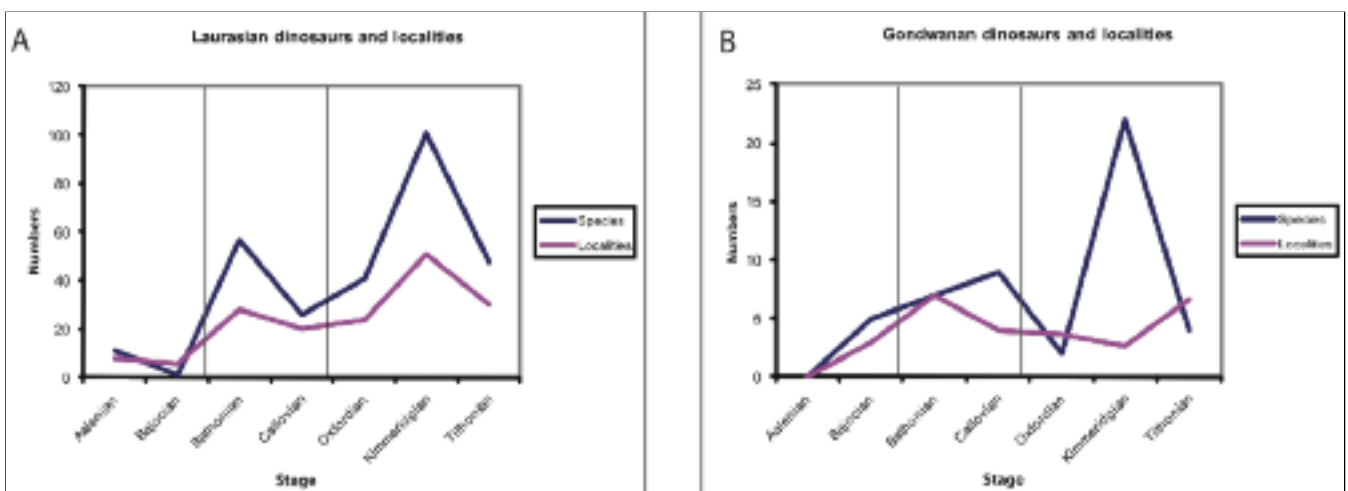 A
Laurasian dinosaurs and localities
120
100
80
60
40
20
0
Numbers
Aalenian
Bajocian
Bathonian
Callovian
Oxfordian
Kimmeridgian
Tithonian
Stage
Species
Localities
B
Gondwanan dinosaurs and localities
25
20
15
10
5
0
Numbers
Aalenian
Bajocian
Bathonian
Callovian
Oxfordian
Kimmeridgian
Tithonian
Stage
Species
Localities